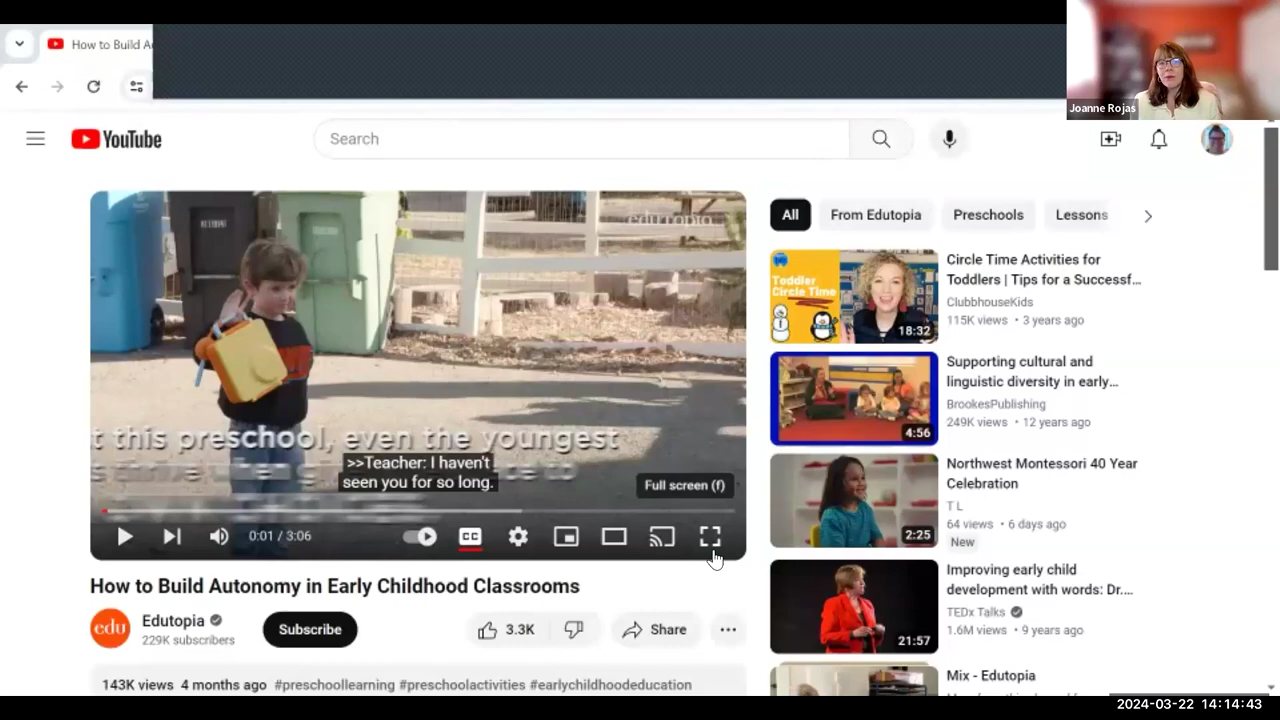 How to Build A
Joanne Rojas
YouTube
Search
edutopia
t this preschool, even the youngest
>>Teacher: I haven't
seen you for so long.
Full screen (f)
0:01 / 3:06
CC
How to Build Autonomy in Early Childhood Classrooms
edu
Edutopia
229K subscribers
Subscribe
3.3K
Share
143K views 4 months ago #preschoollearning #preschoolactivities #earlychildhoodeducation
All
From Edutopia
Preschools
Lessons
Toddler
Circle Time
18:32
Circle Time Activities for
Toddlers | Tips for a Successf...
ClubbhouseKids
115K views • 3 years ago
4:56
Supporting cultural and
linguistic diversity in early...
BrookesPublishing
249K views • 12 years ago
2:25
Northwest Montessori 40 Year
Celebration
T L
64 views • 6 days ago
New
21:57
Improving early child
development with words: Dr....
TEDx Talks
1.6M views • 9 years ago
Mix - Edutopia
2024-03-22 14:14:43